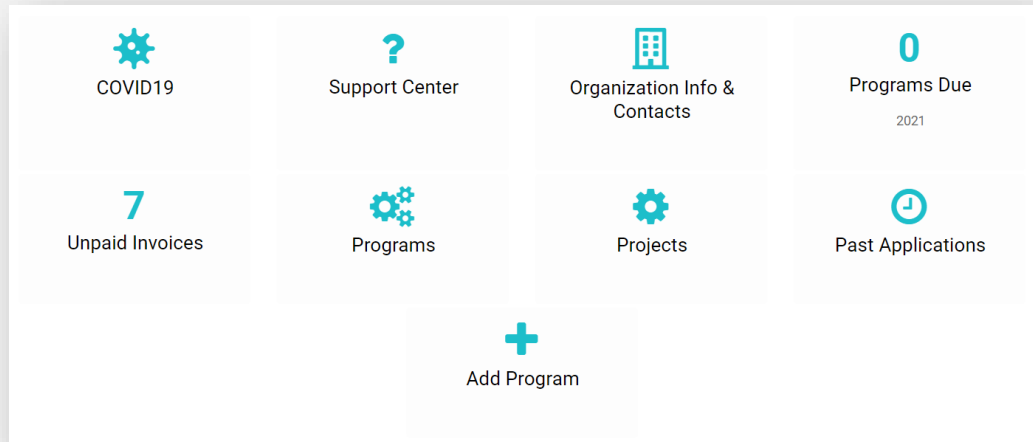 COVID19
?
Support Center
Organization Info &
Contacts
0
Programs Due
2021
7
Unpaid Invoices
Programs
Projects
Past Applications
Add Program